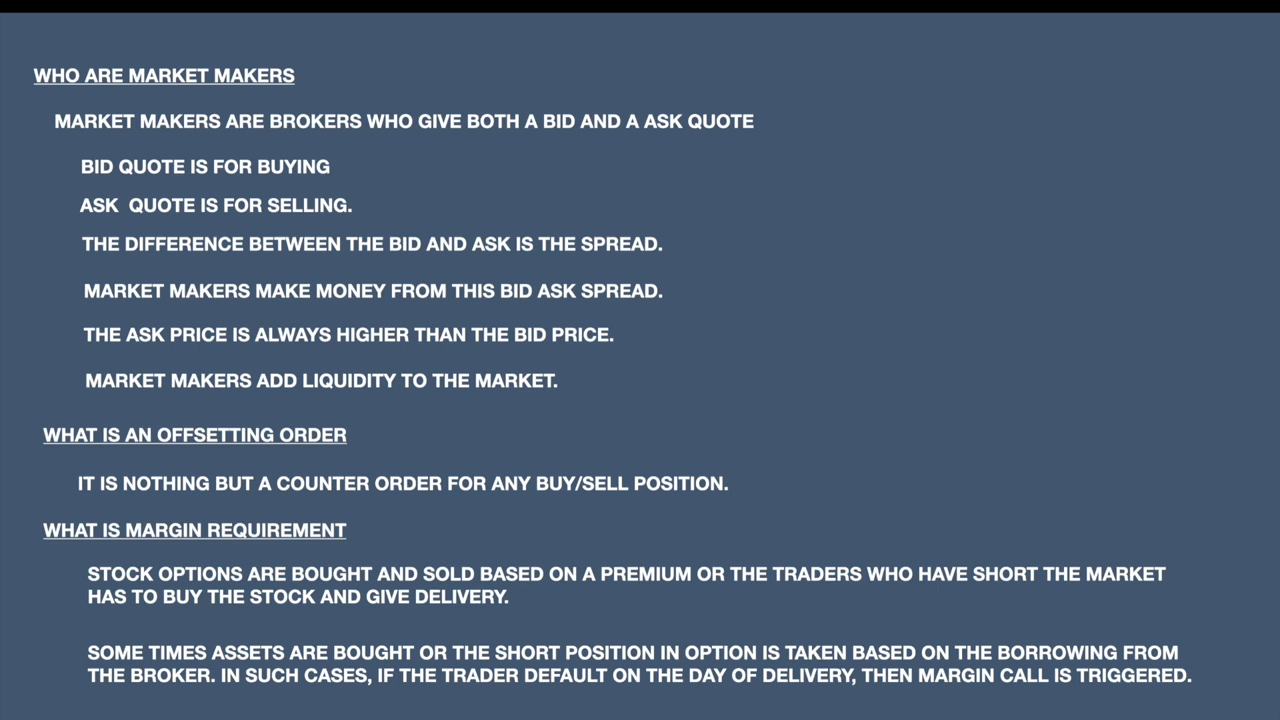 WHO ARE MARKET MAKERS
MARKET MAKERS ARE BROKERS WHO GIVE BOTH A BID AND A ASK QUOTE
BID QUOTE IS FOR BUYING
ASK  QUOTE IS FOR SELLING.
THE DIFFERENCE BETWEEN THE BID AND ASK IS THE SPREAD.
MARKET MAKERS MAKE MONEY FROM THIS BID ASK SPREAD.
THE ASK PRICE IS ALWAYS HIGHER THAN THE BID PRICE.
MARKET MAKERS ADD LIQUIDITY TO THE MARKET.
WHAT IS AN OFFSETTING ORDER
IT IS NOTHING BUT A COUNTER ORDER FOR ANY BUY/SELL POSITION.
WHAT IS MARGIN REQUIREMENT
STOCK OPTIONS ARE BOUGHT AND SOLD BASED ON A PREMIUM OR THE TRADERS WHO HAVE SHORT THE MARKET
HAS TO BUY THE STOCK AND GIVE DELIVERY.
SOME TIMES ASSETS ARE BOUGHT OR THE SHORT POSITION IN OPTION IS TAKEN BASED ON THE BORROWING FROM
THE BROKER. IN SUCH CASES, IF THE TRADER DEFAULT ON THE DAY OF DELIVERY, THEN MARGIN CALL IS TRIGGERED.